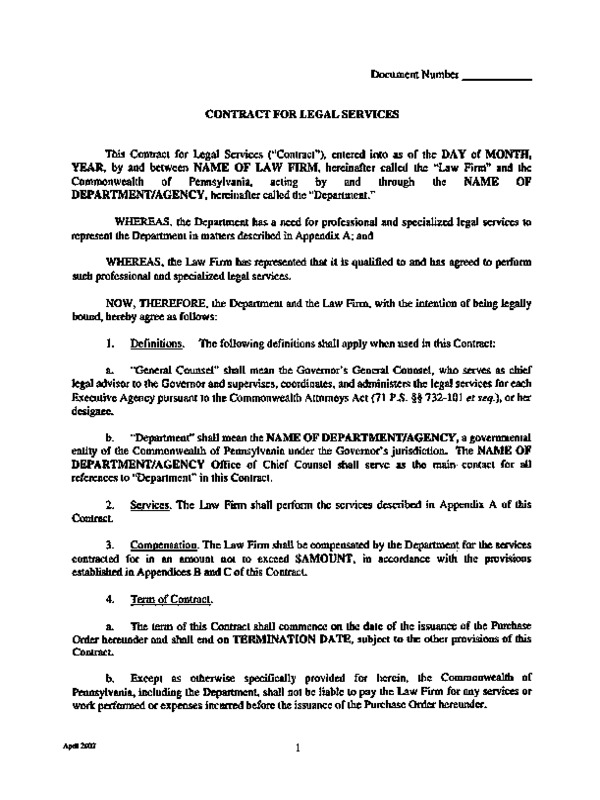 Document Number ____________
CONTRACT FOR LEGAL SERVICES
This Contract for Legal Services ("Contract"), entered into as of the DAY of MONTH,
YEAR, by and between NAME OF LAW FIRM, hereinafter called the "Law Firm" and the
Commonwealth of Pennsylvania, acting by and through the NAME OF
DEPARTMENT/AGENCY, hereinafter called the "Department."
WHEREAS, the Department has a need for professional and specialized legal services to
represent the Department in matters described in Appendix A; and
WHEREAS, the Law Firm has represented that it is qualified to and has agreed to perform
such professional and specialized legal services.
NOW, THEREFORE, the Department and the Law Firm, with the intention of being legally
bound, hereby agree as follows:
1. Definitions. The following definitions shall apply when used in this Contract:
a. "General Counsel" shall mean the Governor's General Counsel, who serves as chief
legal advisor to the Governor and supervises, coordinates, and administers the legal services for each
Executive Agency pursuant to the Commonwealth Attorneys Act (71 P.S. §§ 732-101 et seq.), or her
designee.
b. "Department" shall mean the NAME OF DEPARTMENT/AGENCY, a governmental
entity of the Commonwealth of Pennsylvania under the Governor's jurisdiction. The NAME OF
DEPARTMENT/AGENCY Office of Chief Counsel shall serve as the main contact for all
references to "Department" in this Contract.
2. Services. The Law Firm shall perform the services described in Appendix A of this
Contract.
3. Compensation. The Law Firm shall be compensated by the Department for the services
contracted for in an amount not to exceed $AMOUNT, in accordance with the provisions
established in Appendices B and C of this Contract.
4. Term of Contract.
a. The term of this Contract shall commence on the date of the issuance of the Purchase
Order hereunder and shall end on TERMINATION DATE, subject to the other provisions of this
Contract.
b. Except as otherwise specifically provided for herein, the Commonwealth of
Pennsylvania, including the Department, shall not be liable to pay the Law Firm for any services or
work performed or expenses incurred before the issuance of the Purchase Order hereunder.
April
1